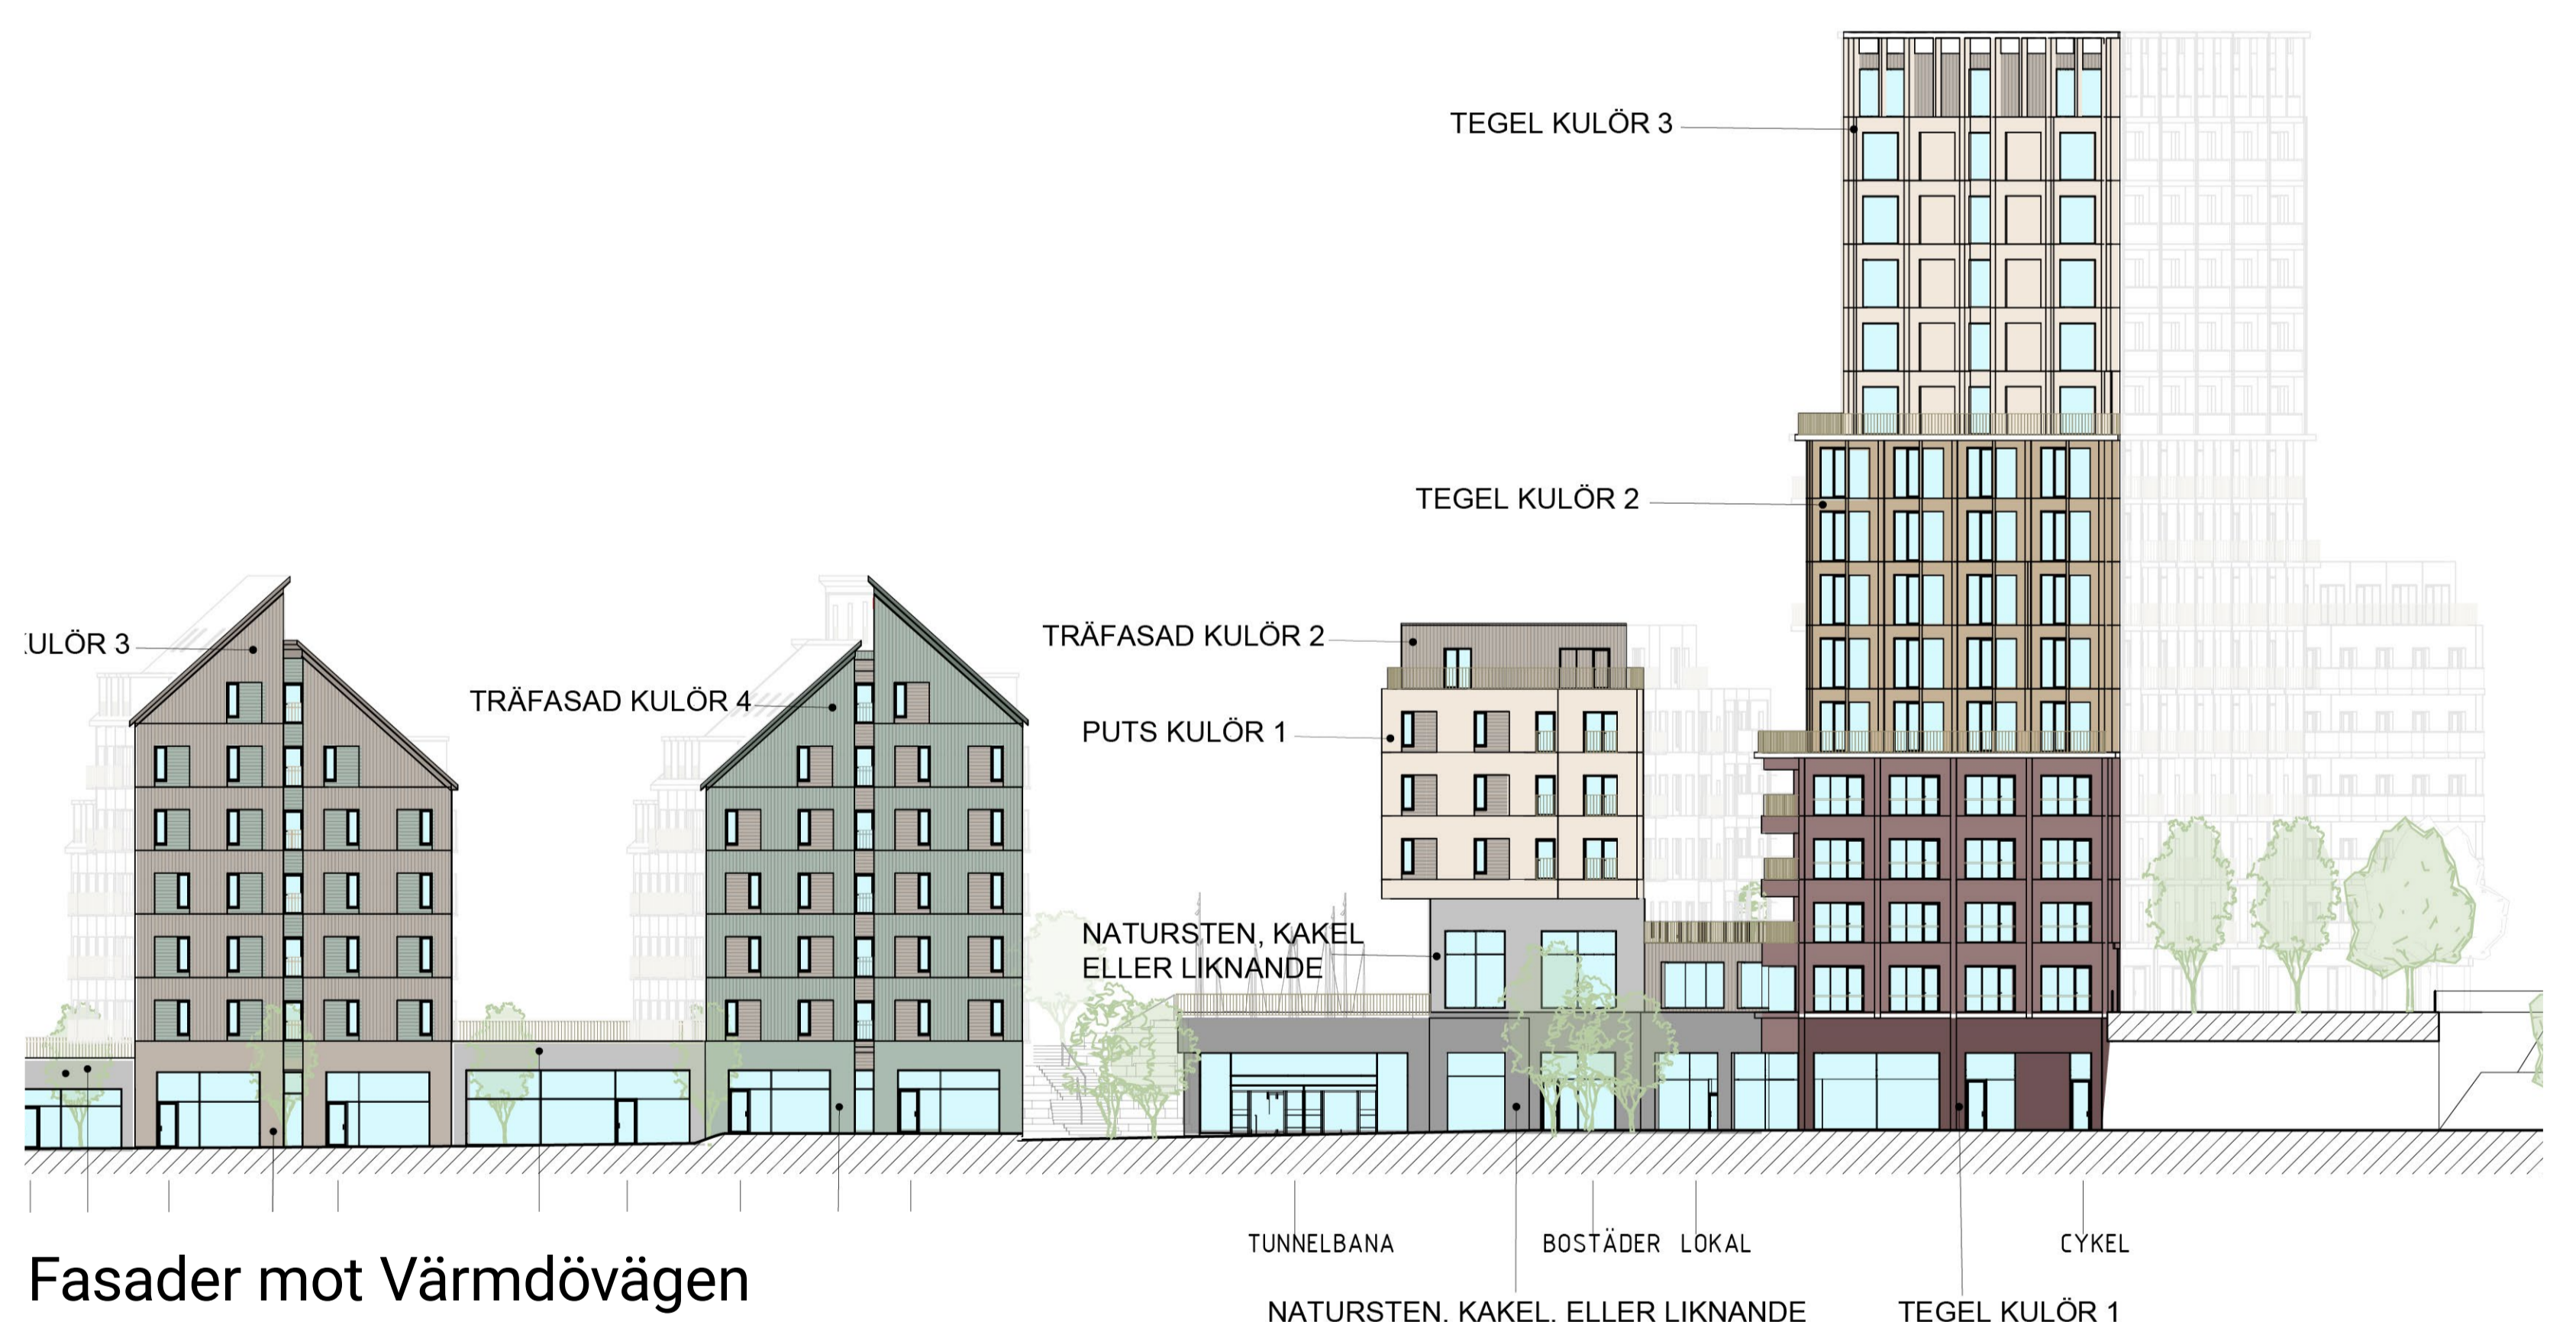 TEGEL KULÖR 3
TEGEL KULÖR 2
KULÖR 3
TRÄFASAD KULÖR 2
TRÄFASAD KULÖR 4
PUTS KULÖR 1
NATURSTEN, KAKEL
ELLER LIKNANDE
TUNNELBANA
BOSTÄDER
LOKAL
CYKEL
Fasader mot Värmdövägen
NATURSTEN, KAKEL, ELLER LIKNANDE
TEGEL KULÖR 1